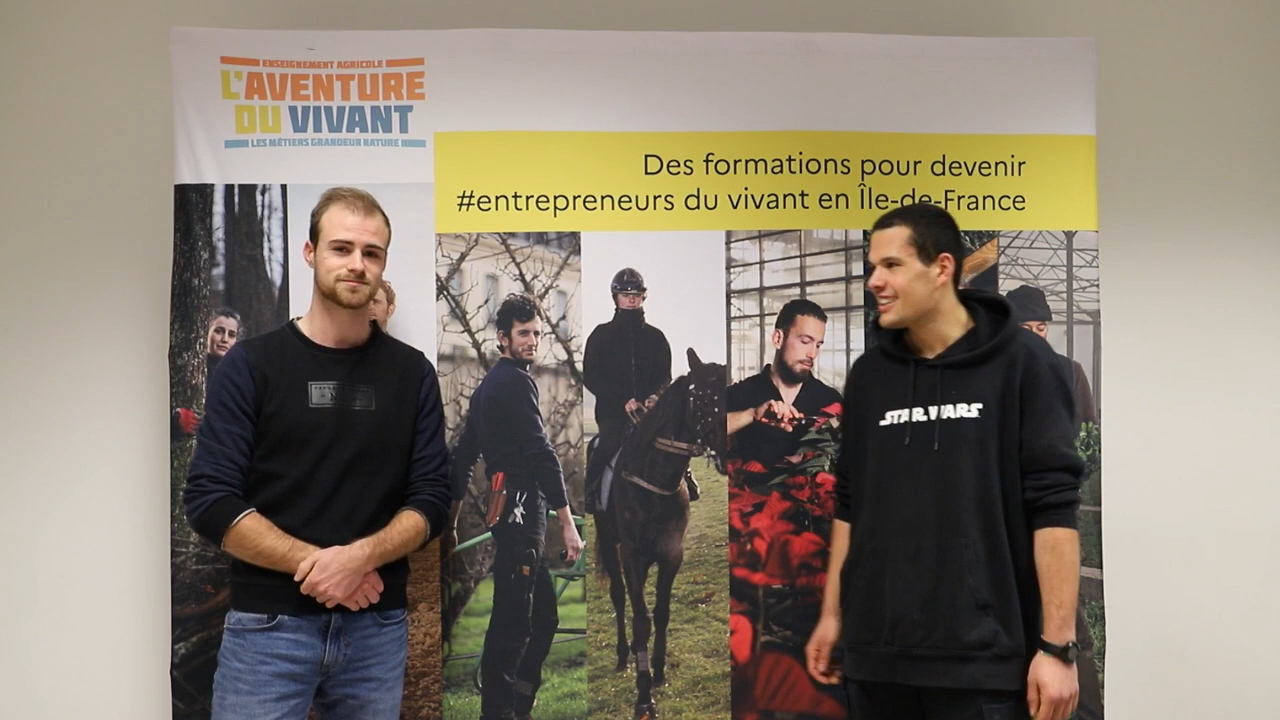 ENSEIGNEMENT AGRICOLE
L'AVENTURE
DU VIVANT
LES MÉTIERS GRANDEUR NATURE
Des formations pour devenir
#entrepreneurs du vivant en Île-de-France
STAR WARS